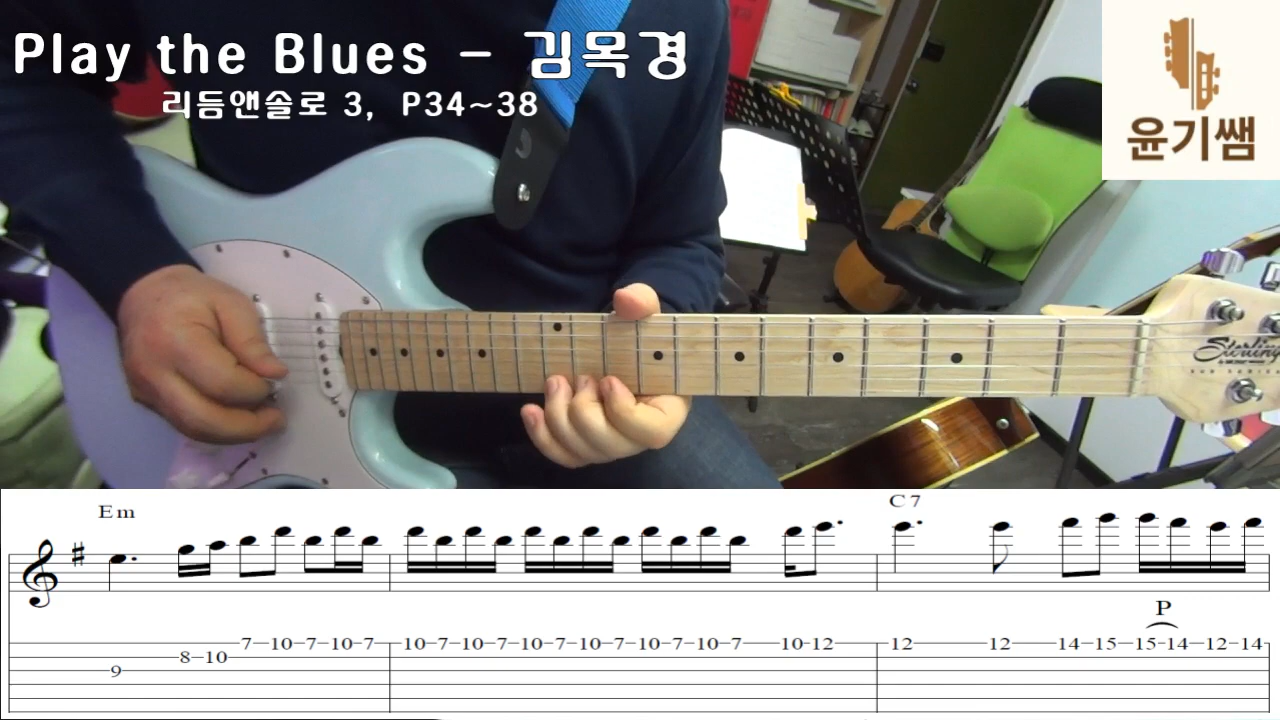 Play the Blues - 김목경
리듬앤솔로 3, P34~38
윤기쌤
Sterling
Em
C7
P
7 10 7 10 7 10 7 10 7 10 7 10 7 10 7 10 7 10 12 12 12 14 15 15 14 12 14
8 10
9